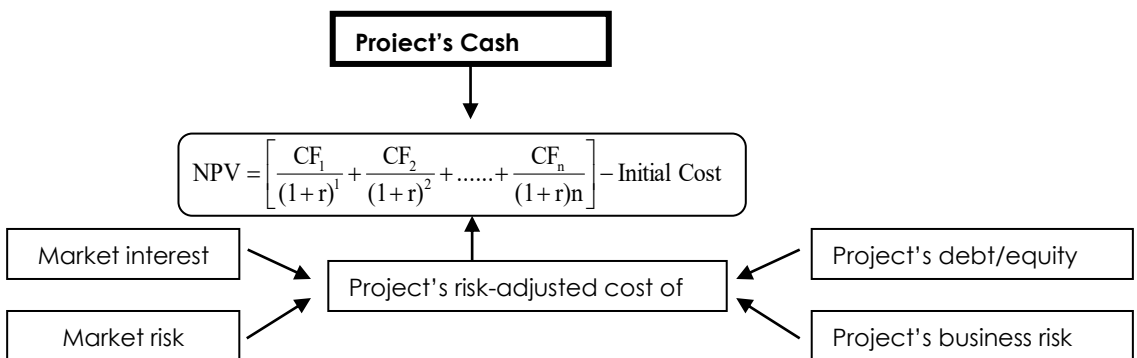 Project's Cash
NPV = [ CF₁/(1+r)¹ + CF₂/(1+r)² + ...... + CFₙ/(1+r)n ] − Initial Cost
Market interest
Project's debt/equity
Project's risk-adjusted cost of
Market risk
Project's business risk